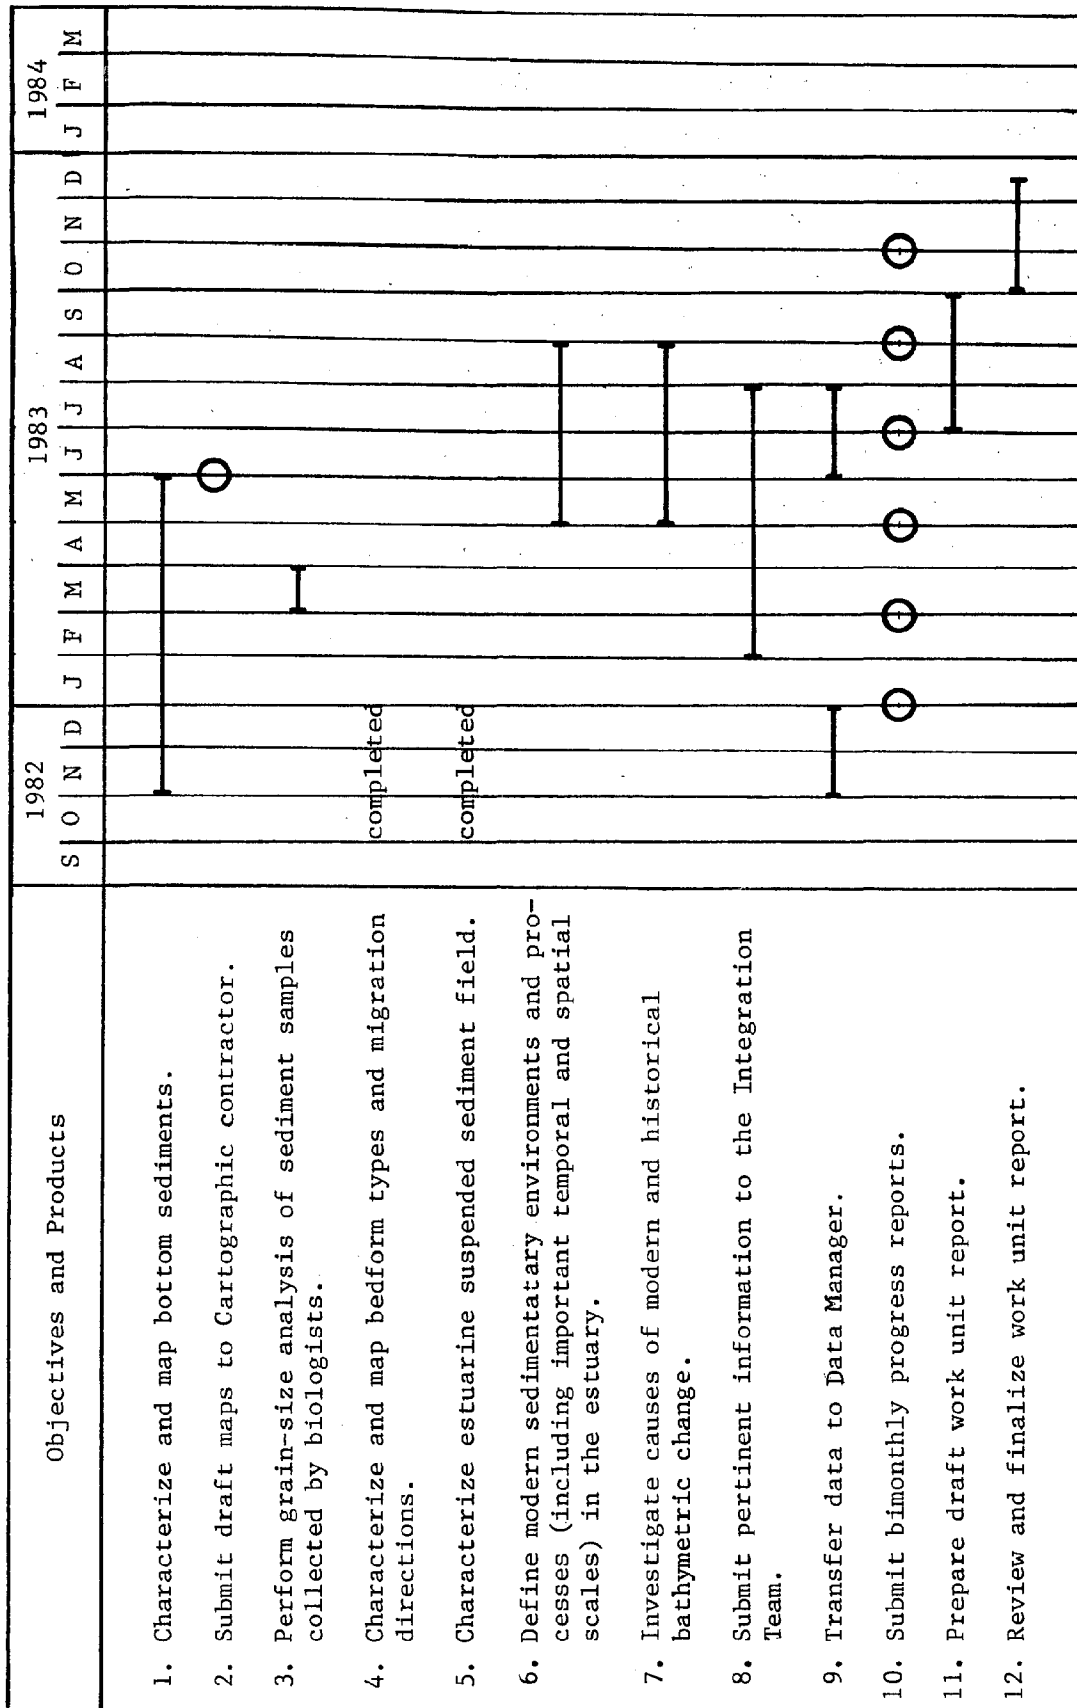 Objectives and Products
1982
1983
1984
S O N D J F M A M J J A S O N D J F M
1. Characterize and map bottom sediments.
2. Submit draft maps to Cartographic contractor.
3. Perform grain-size analysis of sediment samples
collected by biologists.
4. Characterize and map bedform types and migration
directions.
completed
5. Characterize estuarine suspended sediment field.
completed
6. Define modern sedimentatary environments and pro-
cesses (including important temporal and spatial
scales) in the estuary.
7. Investigate causes of modern and historical
bathymetric change.
8. Submit pertinent information to the Integration
Team.
9. Transfer data to Data Manager.
10. Submit bimonthly progress reports.
11. Prepare draft work unit report.
12. Review and finalize work unit report.